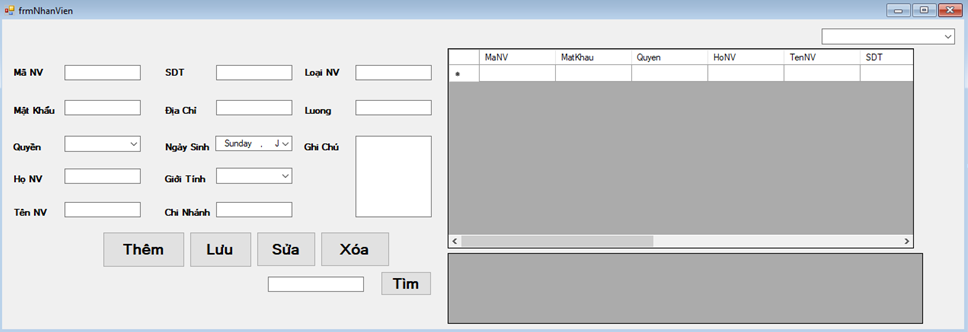 frmNhanVien
MaNV MatKhau Quyen HoNV TenNV SDT
Mã NV SDT Loại NV
Mật Khẩu Địa Chỉ Luong
Quyền Ngày Sinh Sunday , J Ghi Chú
Họ NV Giới Tính
Tên NV Chi Nhánh
Thêm Lưu Sửa Xóa
Tìm